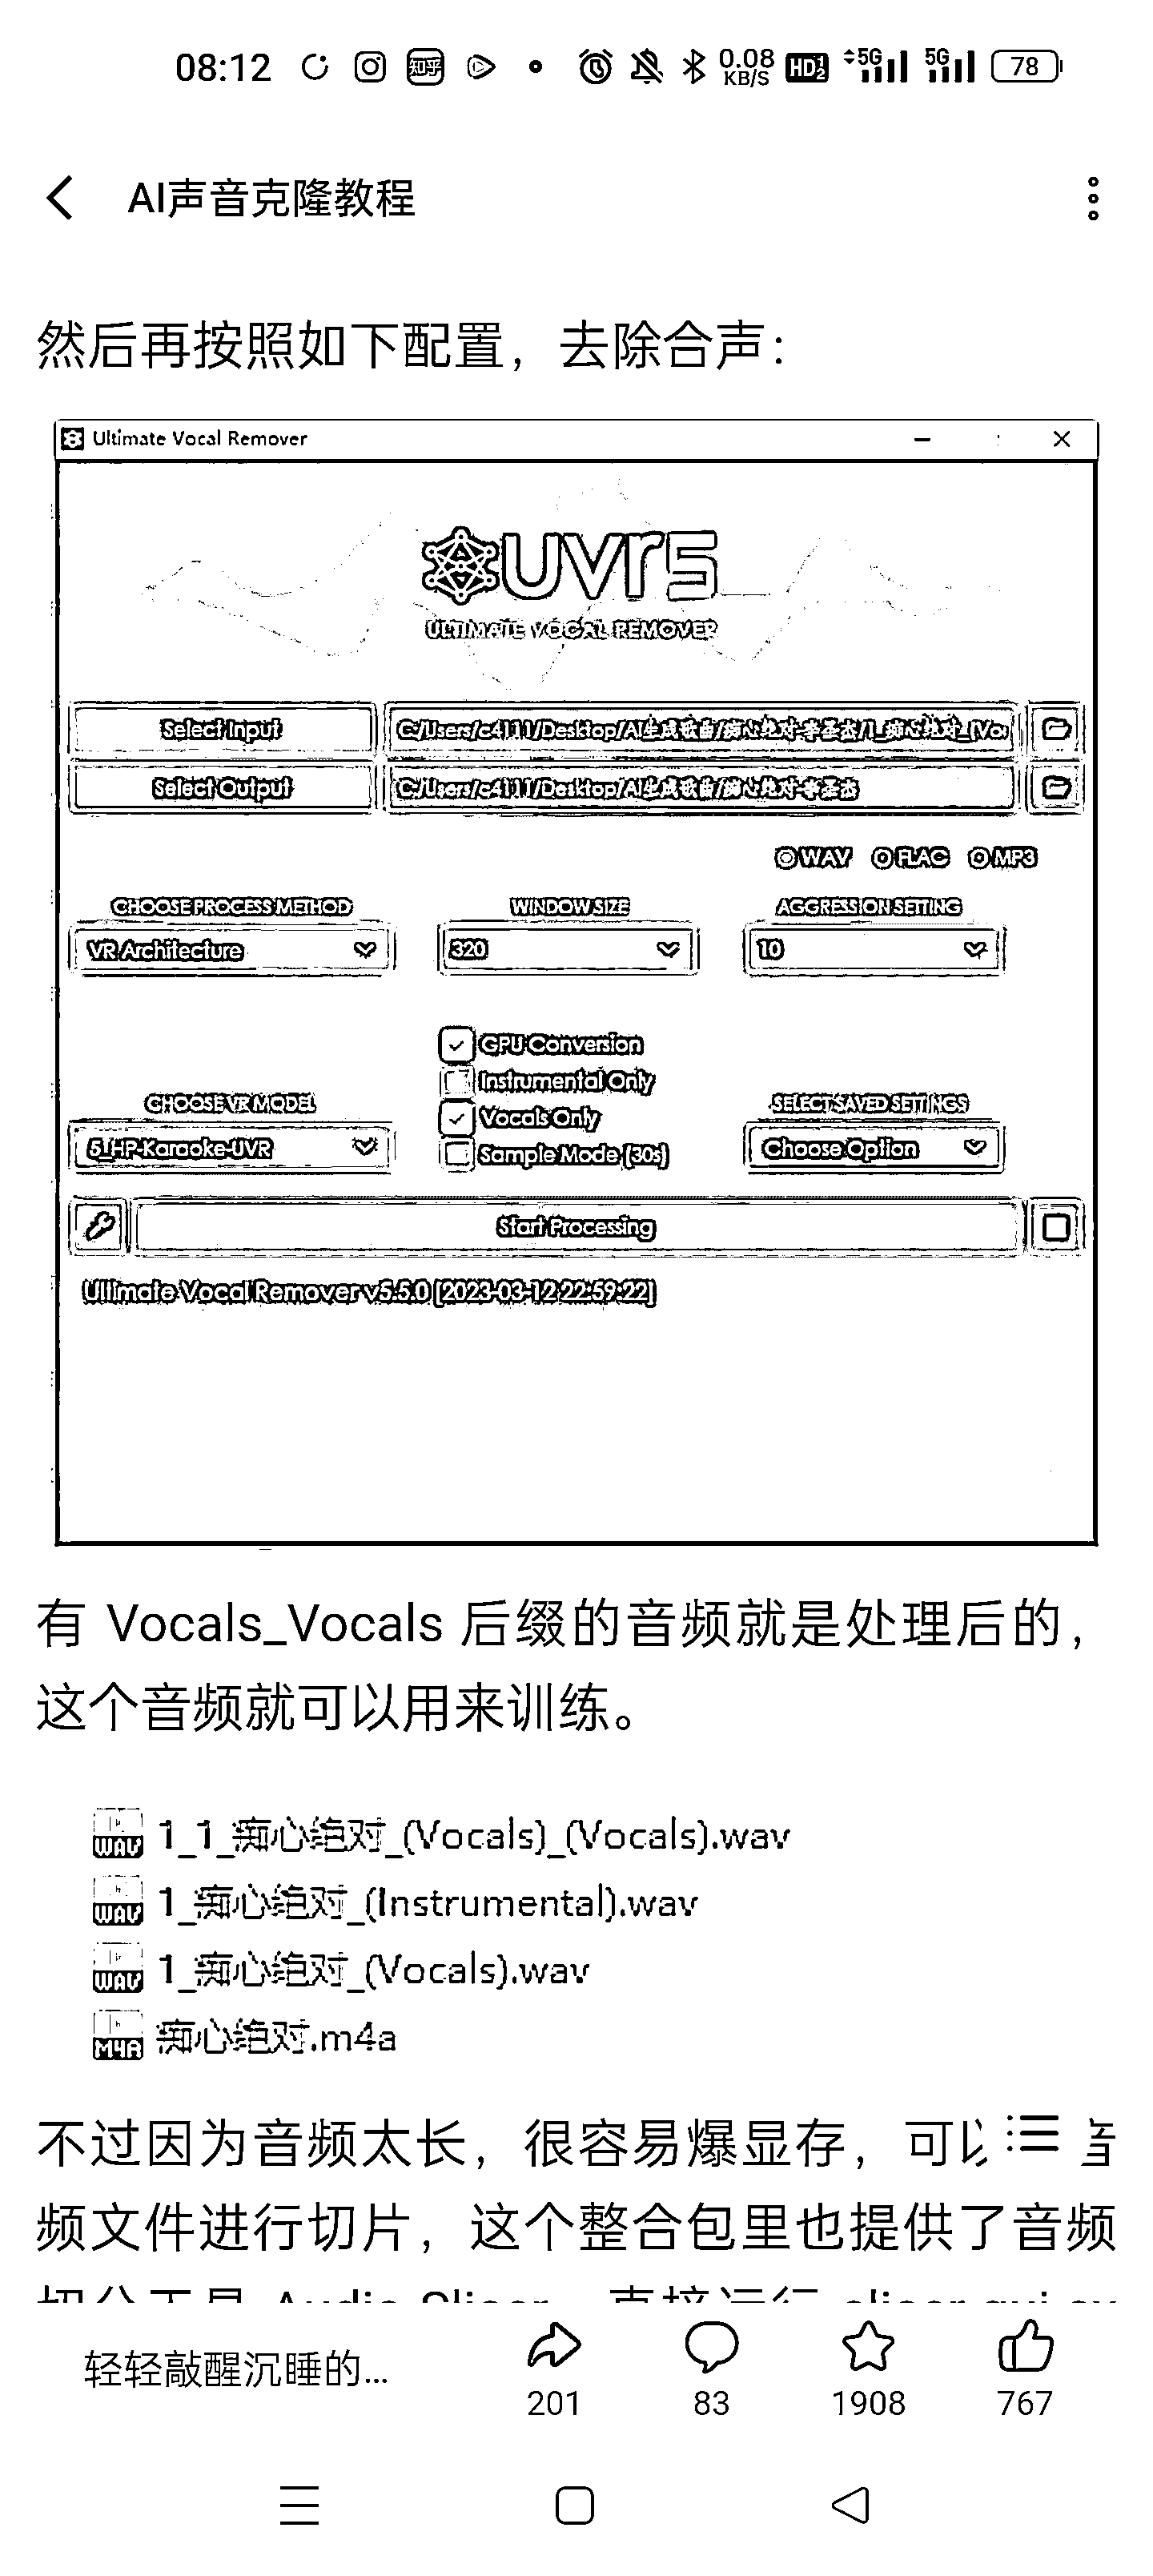 08:12 知乎 0.08 KB/S HD 5G 5G 78
AI声音克隆教程
然后再按照如下配置，去除合声：
Ultimate Vocal Remover
UVR5
ULTIMATE VOCAL REMOVER
Select Input C:/Users/c4111/Desktop/AI生成歌曲/痴心绝对-李圣杰/1_痴心绝对_(Voc
Select Output C:/Users/c4111/Desktop/AI生成歌曲/痴心绝对-李圣杰
WAV FLAC MP3
CHOOSE PROCESS METHOD WINDOW SIZE AGGRESSION SETTING
VR Architecture 320 10
GPU Conversion
Instrumental Only
CHOOSE VR MODEL Vocals Only SELECT SAVED SETTINGS
5_HP-Karaoke-UVR Sample Mode (30s) Choose Option
Start Processing
Ultimate Vocal Remover v5.5.0 [2023-03-12 22:59:22]
有 Vocals_Vocals 后缀的音频就是处理后的，
这个音频就可以用来训练。
WAV 1_1_痴心绝对_(Vocals)_(Vocals).wav
WAV 1_痴心绝对_(Instrumental).wav
WAV 1_痴心绝对_(Vocals).wav
M4A 痴心绝对.m4a
不过因为音频太长，很容易爆显存，可以 音
频文件进行切片，这个整合包里也提供了音频
轻轻敲醒沉睡的...
201 83 1908 767